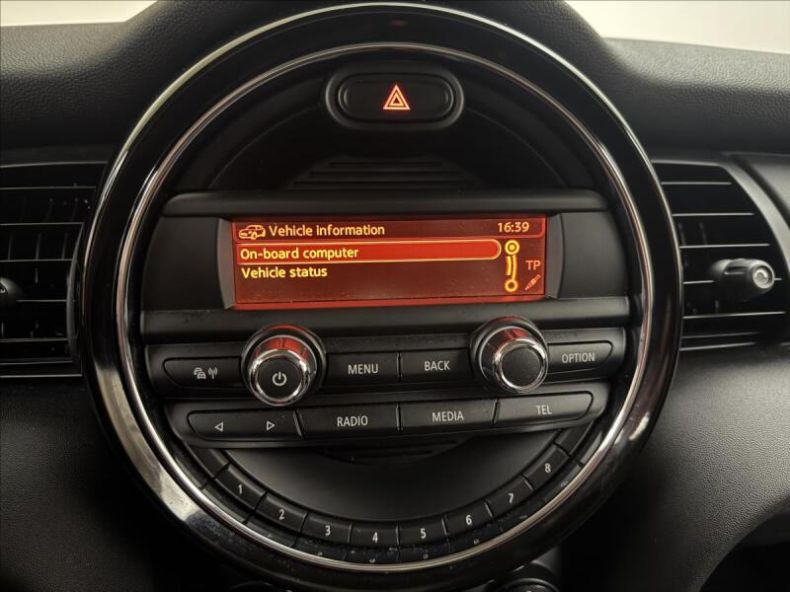 Vehicle information 16:39
On-board computer
Vehicle status
TP
MENU BACK OPTION
RADIO MEDIA TEL
1 2 3 4 5 6 7 8